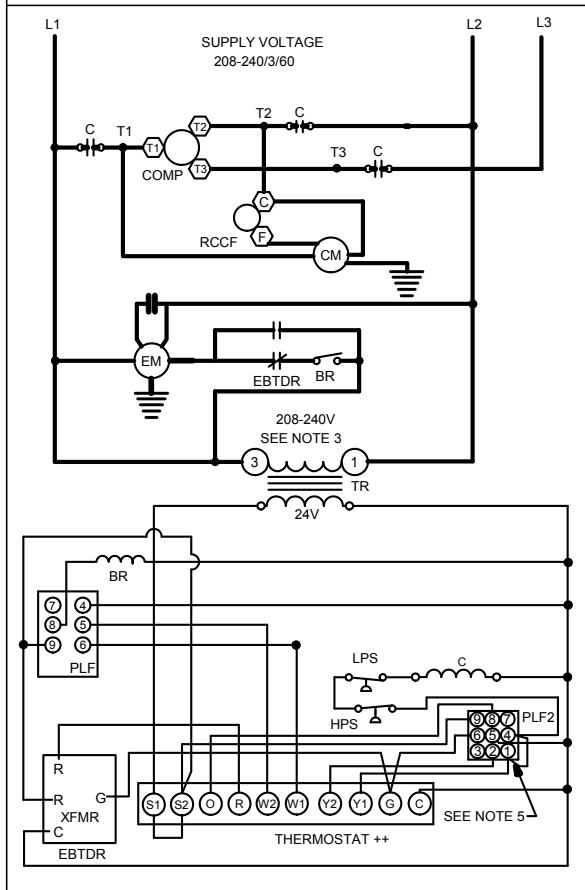 L1
L2
L3
SUPPLY VOLTAGE
208-240/3/60
C
T1
T2
C
T1
T2
T3
COMP
T3
C
C
RCCF
F
CM
EM
EBTDR
BR
208-240V
SEE NOTE 3
3
1
TR
24V
BR
7
4
8
5
9
6
PLF
LPS
C
HPS
9 8 7
6 5 4
3 2 1
PLF2
R
R
G
XFMR
C
EBTDR
S1 S2 O R W2 W1 Y2 Y1 G C
SEE NOTE 5
THERMOSTAT ++